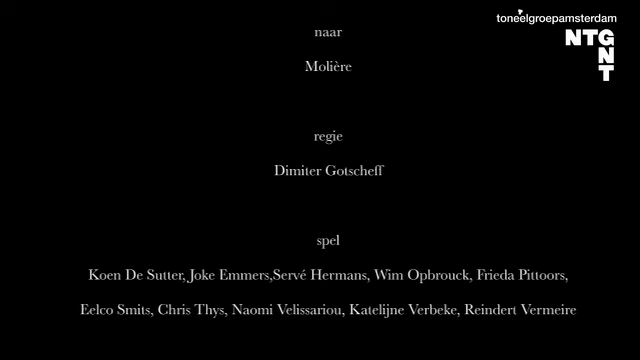 toneelgroepamsterdam
NTG
GNT
naar
Molière
regie
Dimiter Gotscheff
spel
Koen De Sutter, Joke Emmers,Servé Hermans, Wim Opbrouck, Frieda Pittoors,
Eelco Smits, Chris Thys, Naomi Velissariou, Katelijne Verbeke, Reindert Vermeire